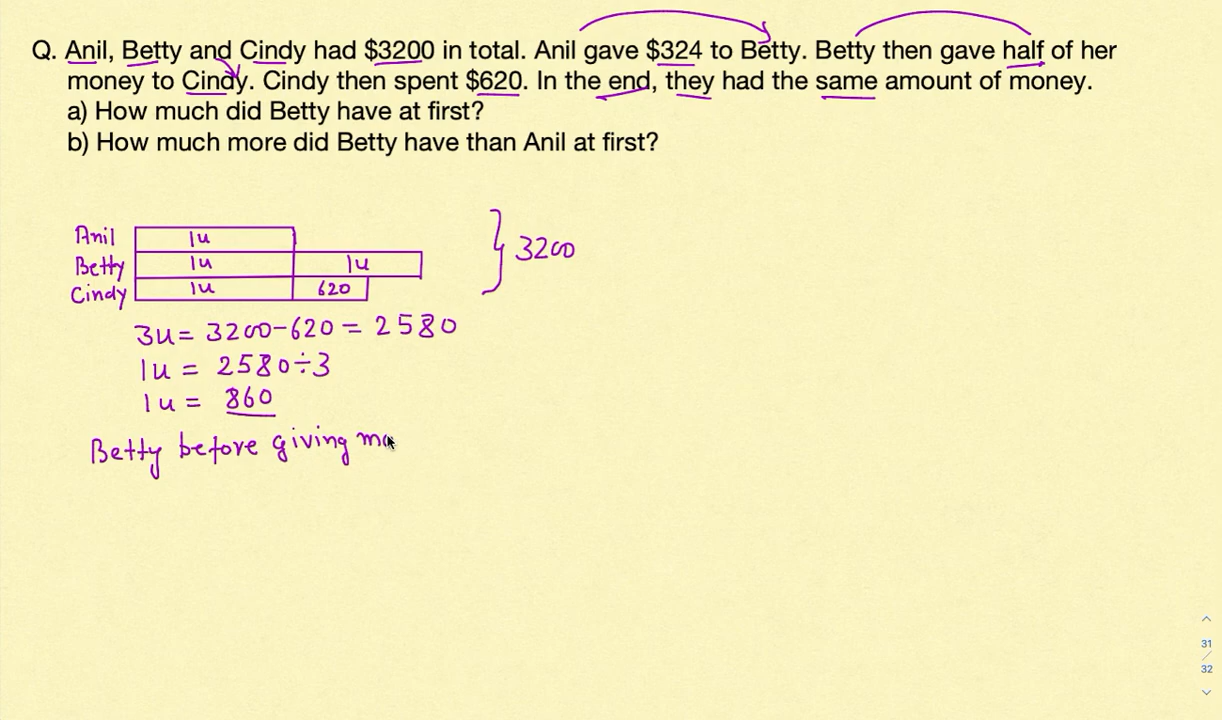 Q. Anil, Betty and Cindy had $3200 in total. Anil gave $324 to Betty. Betty then gave half of her
money to Cindy. Cindy then spent $620. In the end, they had the same amount of money.
a) How much did Betty have at first?
b) How much more did Betty have than Anil at first?
Anil 1u
Betty 1u 1u
Cindy 1u 620
3200
3u = 3200-620 = 2580
1u = 2580÷3
1u = 860
Betty before giving mo
31
/
32